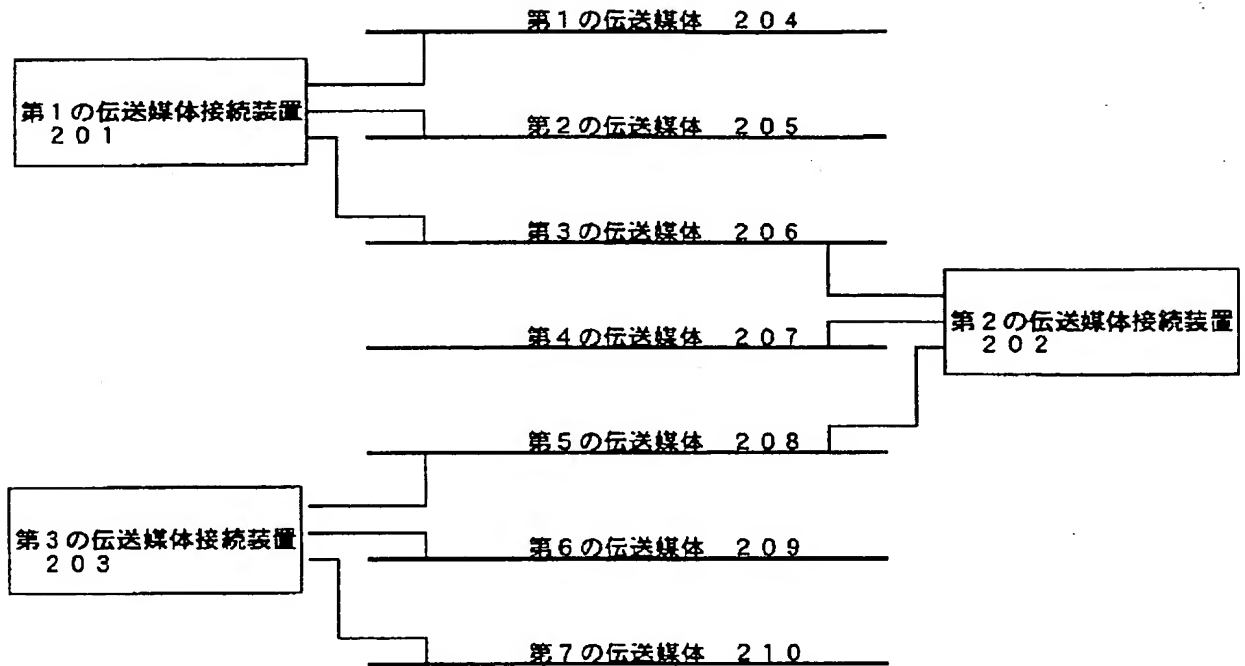 第１の伝送媒体　２０４
第１の伝送媒体接続装置
２０１
第２の伝送媒体　２０５
第３の伝送媒体　２０６
第４の伝送媒体　２０７
第２の伝送媒体接続装置
２０２
第５の伝送媒体　２０８
第３の伝送媒体接続装置
２０３
第６の伝送媒体　２０９
第７の伝送媒体　２１０